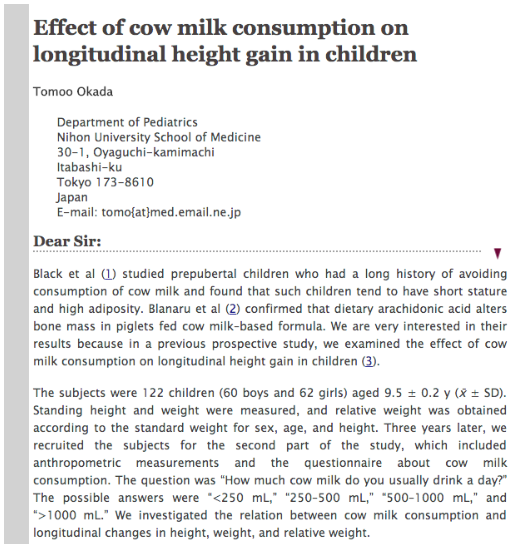 Effect of cow milk consumption on
longitudinal height gain in children
Tomoo Okada
Department of Pediatrics
Nihon University School of Medicine
30-1, Oyaguchi-kamimachi
Itabashi-ku
Tokyo 173-8610
Japan
E-mail: tomo{at}med.email.ne.jp
Dear Sir:
Black et al (1) studied prepubertal children who had a long history of avoiding
consumption of cow milk and found that such children tend to have short stature
and high adiposity. Blanaru et al (2) confirmed that dietary arachidonic acid alters
bone mass in piglets fed cow milk-based formula. We are very interested in their
results because in a previous prospective study, we examined the effect of cow
milk consumption on longitudinal height gain in children (3).
The subjects were 122 children (60 boys and 62 girls) aged 9.5 ± 0.2 y (x̄ ± SD).
Standing height and weight were measured, and relative weight was obtained
according to the standard weight for sex, age, and height. Three years later, we
recruited the subjects for the second part of the study, which included
anthropometric measurements and the questionnaire about cow milk
consumption. The question was "How much cow milk do you usually drink a day?"
The possible answers were "<250 mL," "250-500 mL," "500-1000 mL," and
">1000 mL." We investigated the relation between cow milk consumption and
longitudinal changes in height, weight, and relative weight.